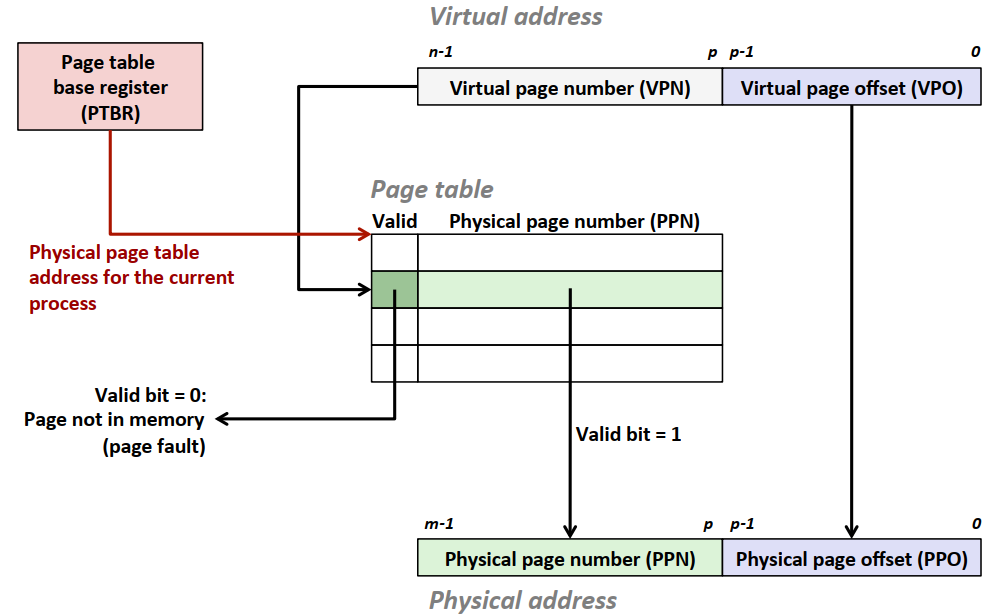 Virtual address
n-1 p p-1 0
Page table
base register
(PTBR)
Virtual page number (VPN) Virtual page offset (VPO)
Page table
Valid Physical page number (PPN)
Physical page table
address for the current
process
Valid bit = 0:
Page not in memory
(page fault)
Valid bit = 1
m-1 p p-1 0
Physical page number (PPN) Physical page offset (PPO)
Physical address